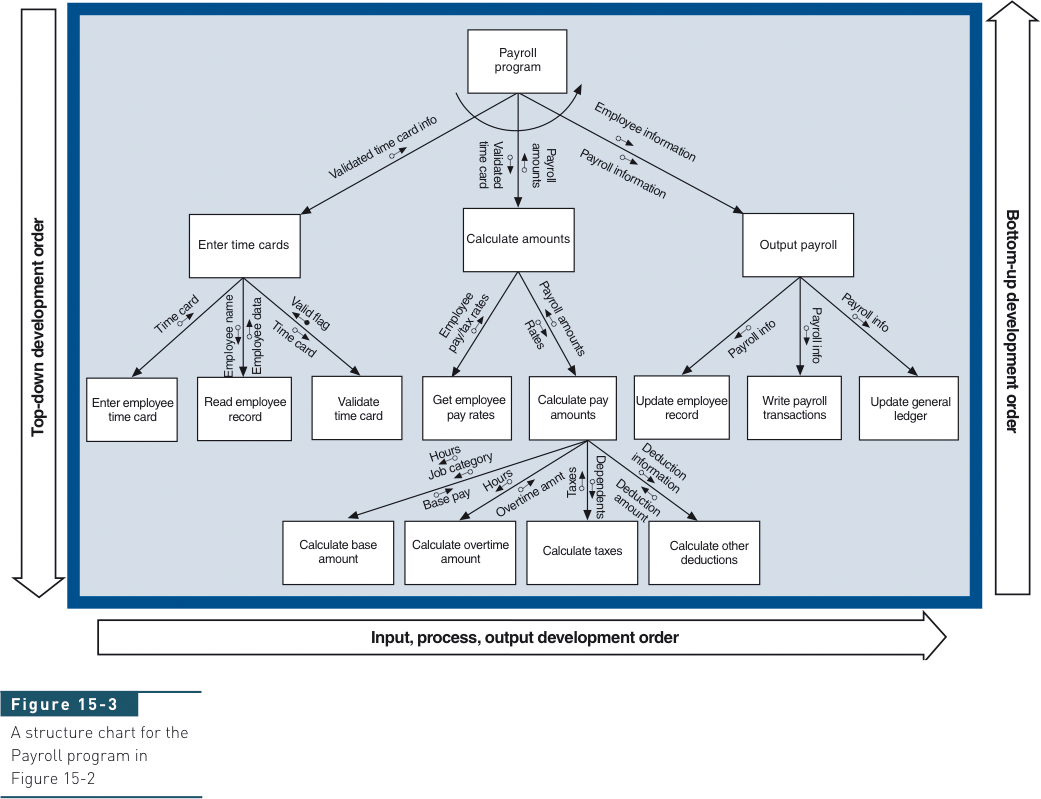 Payroll
program
Validated time card info
Validated
time card
Payroll
amounts
Employee information
Payroll information
Enter time cards
Calculate amounts
Output payroll
Time card
Employee name
Employee data
Valid flag
Time card
Employee
pay/tax rates
Payroll amounts
Rates
Payroll info
Payroll info
Payroll info
Enter employee
time card
Read employee
record
Validate
time card
Get employee
pay rates
Calculate pay
amounts
Update employee
record
Write payroll
transactions
Update general
ledger
Hours
Job category
Base pay
Hours
Overtime amnt
Taxes
Dependents
Deduction
information
Deduction
amount
Calculate base
amount
Calculate overtime
amount
Calculate taxes
Calculate other
deductions
Top-down development order
Bottom-up development order
Input, process, output development order
Figure 15-3
A structure chart for the
Payroll program in
Figure 15-2